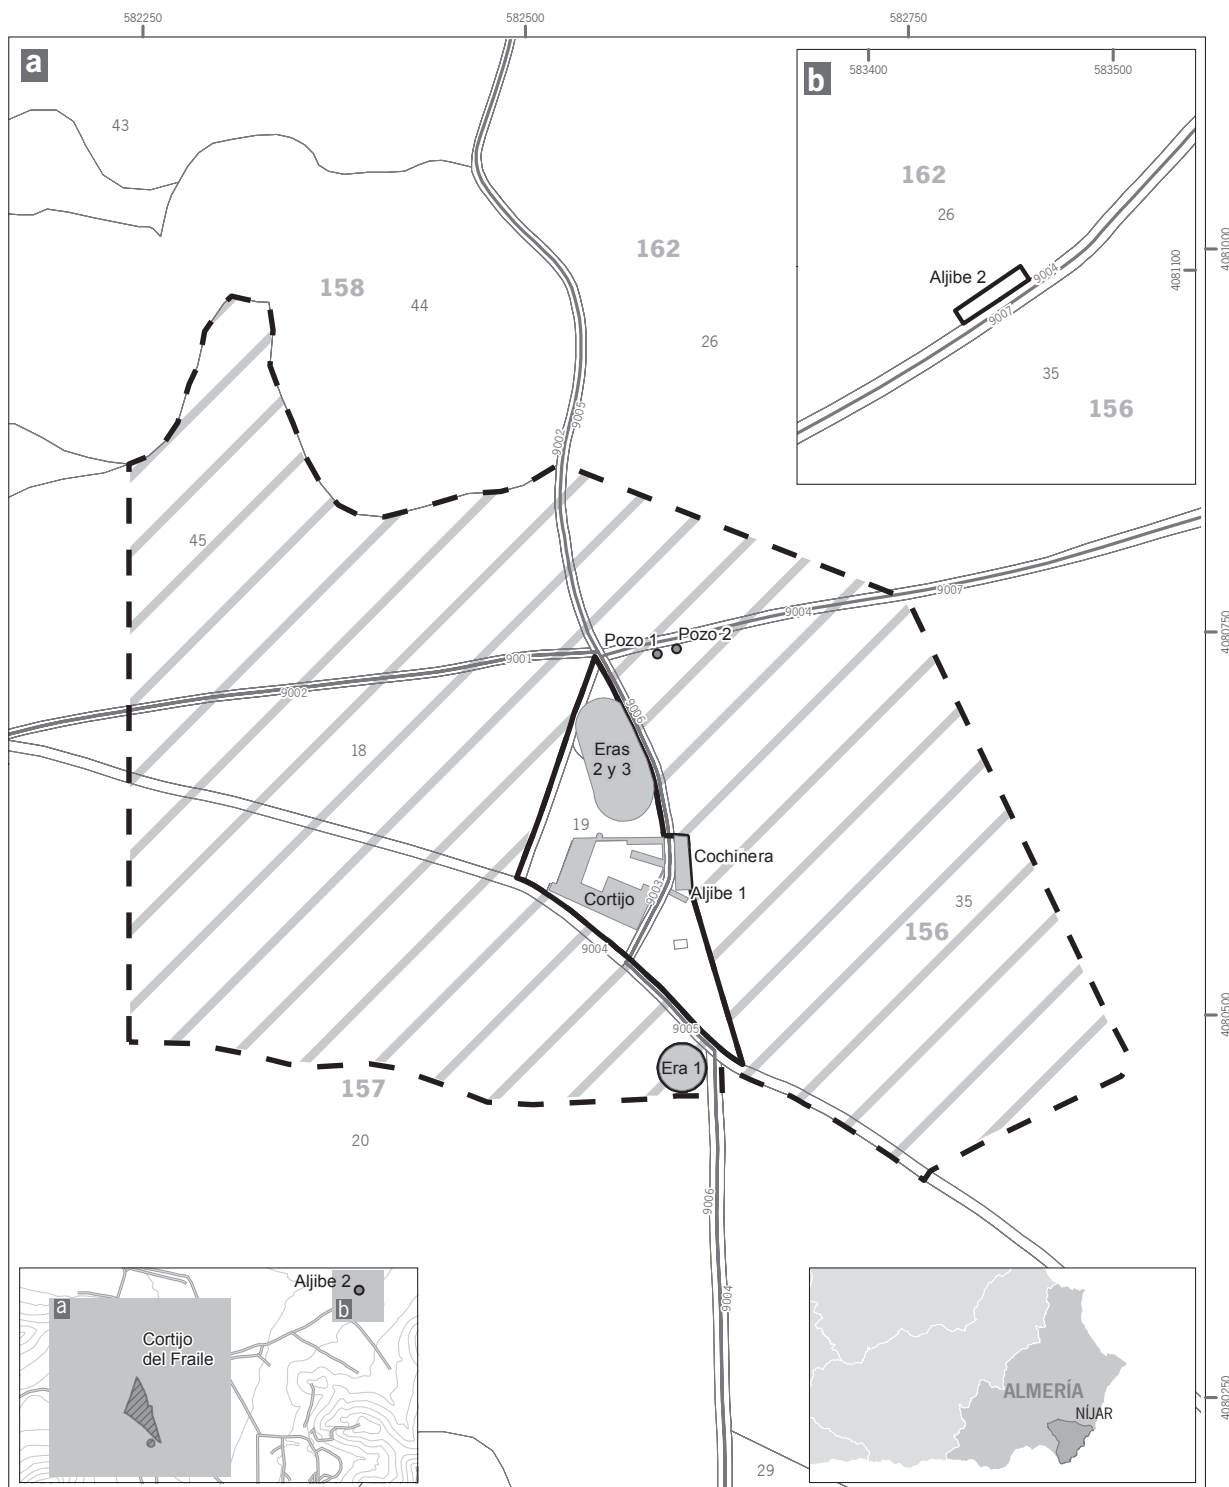 582250
582500
582750
a
b
583400
583500
43
162
26
162
4081000
4081100
Aljibe 2
9004
9007
158
44
26
35
156
9005
9002
45
9007
9004
4080750
Pozo 1
Pozo 2
9001
9002
9006
18
Eras
2 y 3
19
Cochinera
9003
Aljibe 1
Cortijo
35
156
9004
4080500
9005
Era 1
157
20
9006
9004
Aljibe 2
a
b
Cortijo
del Fraile
ALMERÍA
NÍJAR
4080250
29